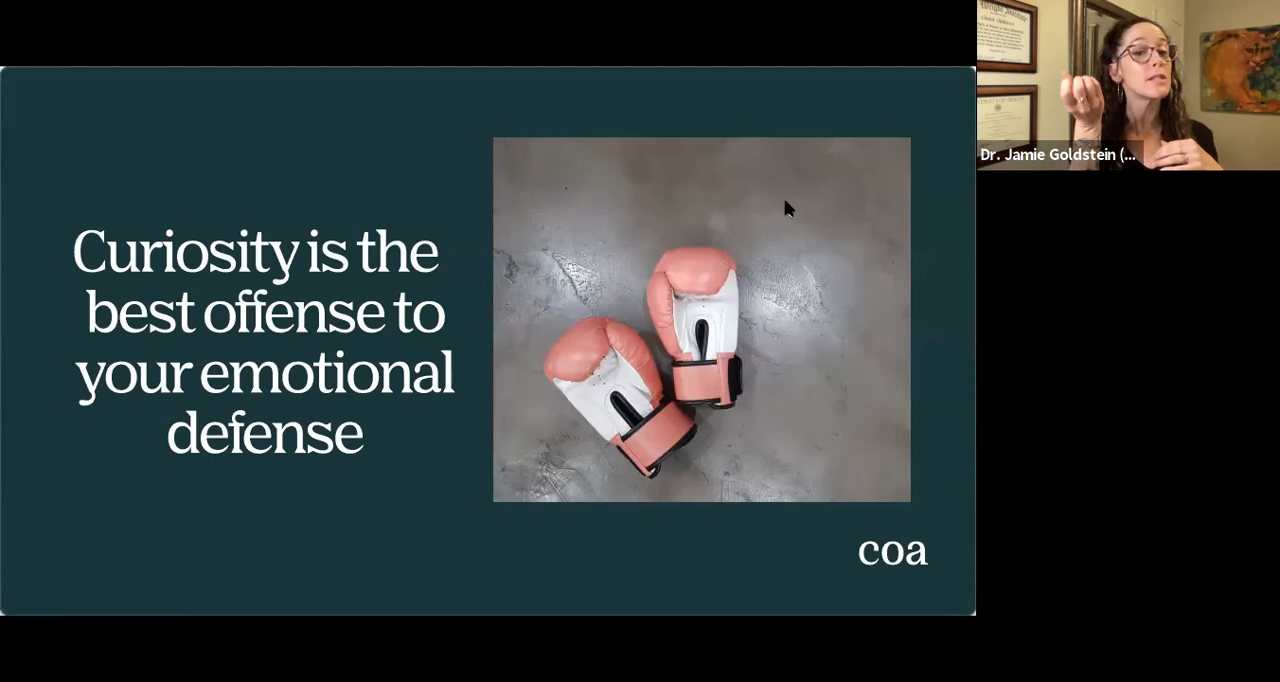 Curiosity is the
best offense to
your emotional
defense
coa
Dr. Jamie Goldstein (...